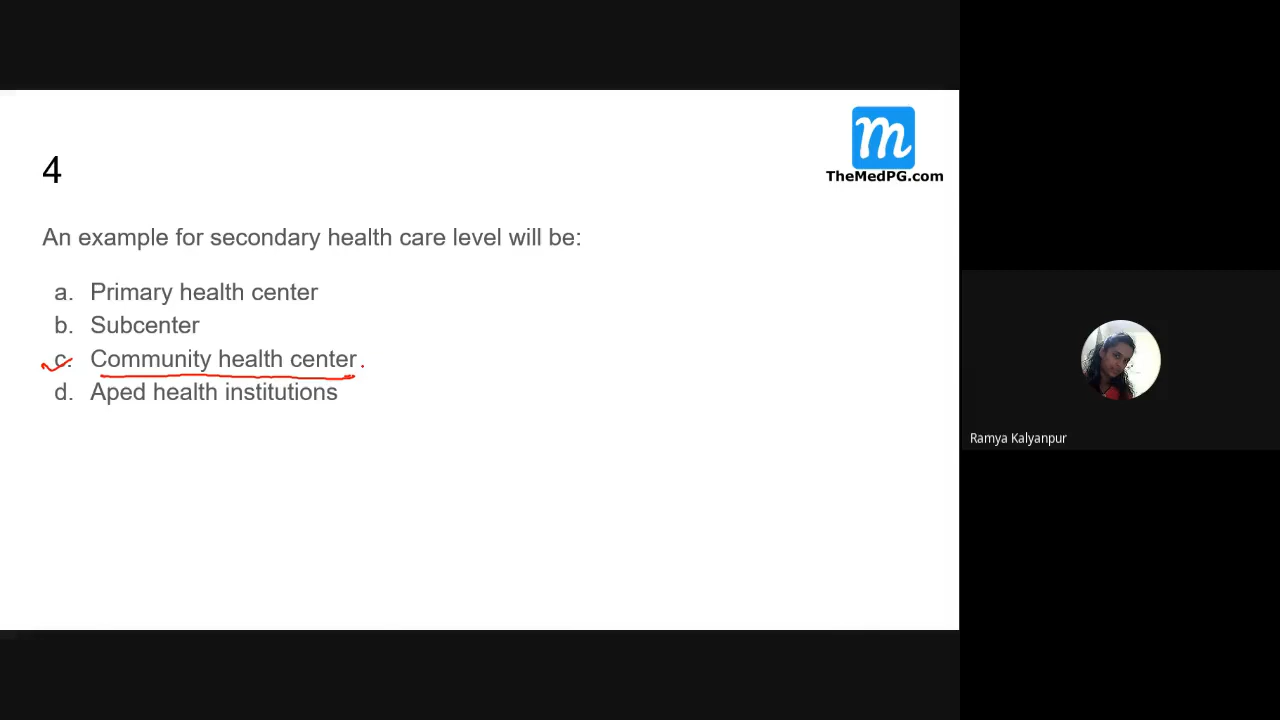 m
TheMedPG.com
4
An example for secondary health care level will be:
a. Primary health center
b. Subcenter
c. Community health center
d. Aped health institutions
Ramya Kalyanpur